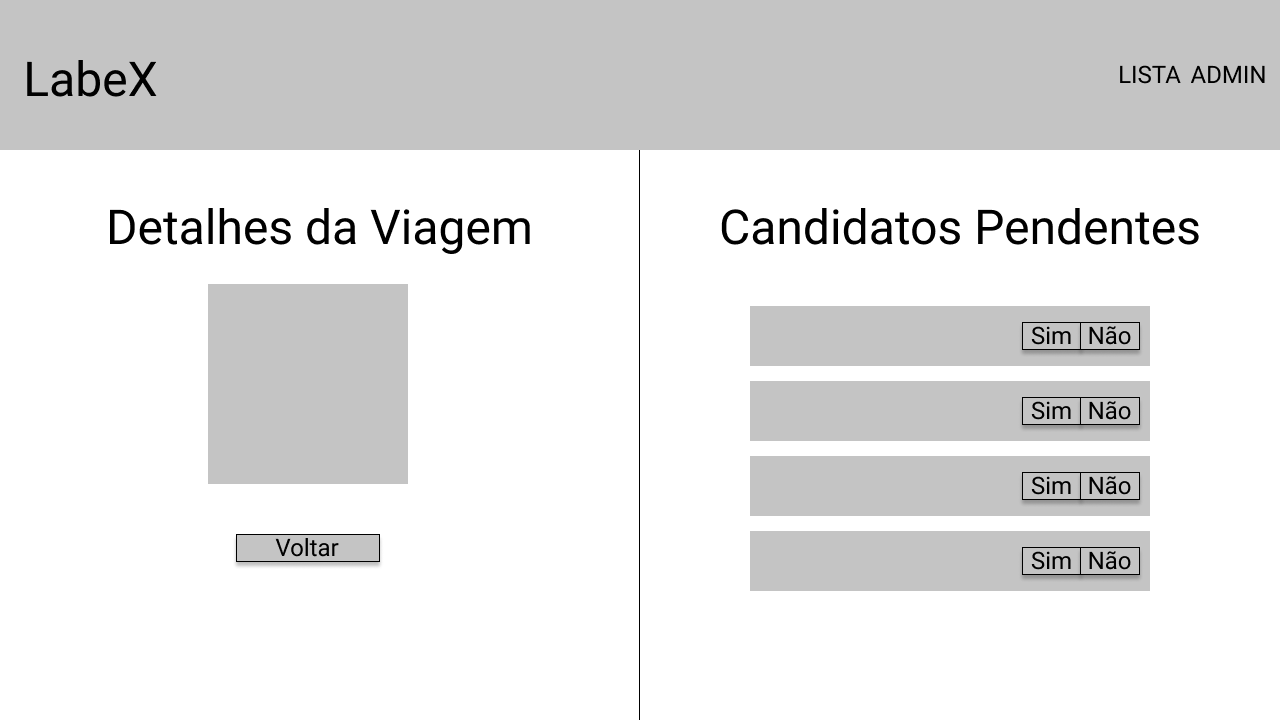 LabeX
LISTA ADMIN
Detalhes da Viagem
Voltar
Candidatos Pendentes
Sim Não
Sim Não
Sim Não
Sim Não